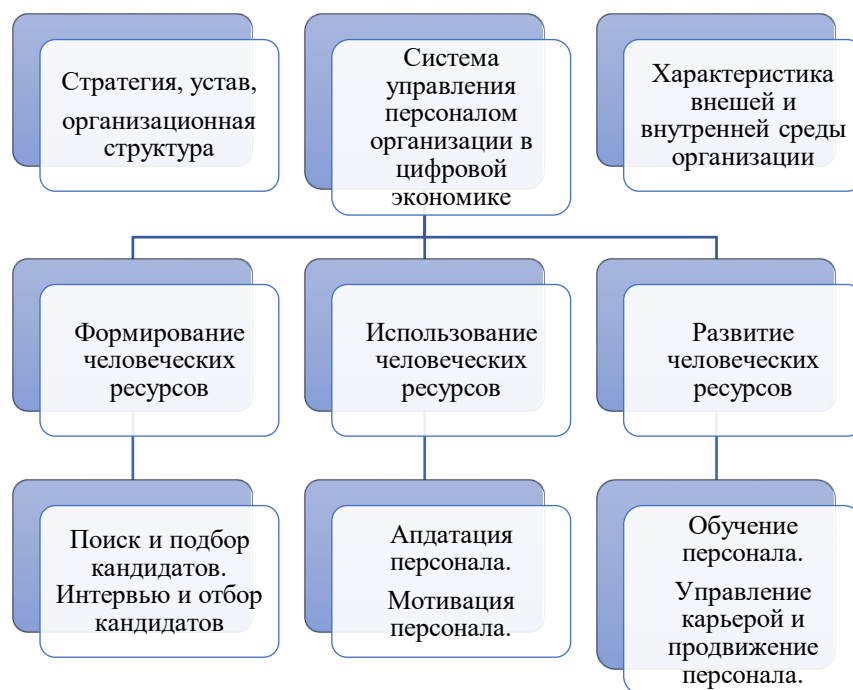 Стратегия, устав,
организационная
структура
Система
управления
персоналом
организации в
цифровой
экономике
Характеристика
внешей и
внутренней среды
организации
Формирование
человеческих
ресурсов
Использование
человеческих
ресурсов
Развитие
человеческих
ресурсов
Поиск и подбор
кандидатов.
Интервью и отбор
кандидатов
Апдатация
персонала.
Мотивация
персонала.
Обучение
персонала.
Управление
карьерой и
продвижение
персонала.